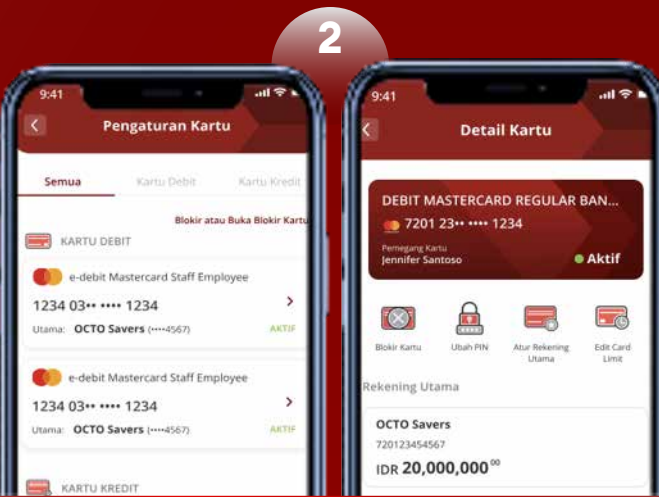 2
9:41
Pengaturan Kartu
Semua
Kartu Debit
Kartu Kredit
Blokir atau Buka Blokir Kartu
KARTU DEBIT
e-debit Mastercard Staff Employee
1234 03•• •••• 1234
Utama: OCTO Savers (••••4567)
AKTIF
e-debit Mastercard Staff Employee
1234 03•• •••• 1234
Utama: OCTO Savers (••••4567)
AKTIF
KARTU KREDIT
9:41
Detail Kartu
DEBIT MASTERCARD REGULAR BAN...
7201 23•• •••• 1234
Pemegang Kartu
Jennifer Santoso
Aktif
Blokir Kartu
Ubah PIN
Atur Rekening
Utama
Edit Card
Limit
Rekening Utama
OCTO Savers
720123454567
IDR 20,000,000⁰⁰